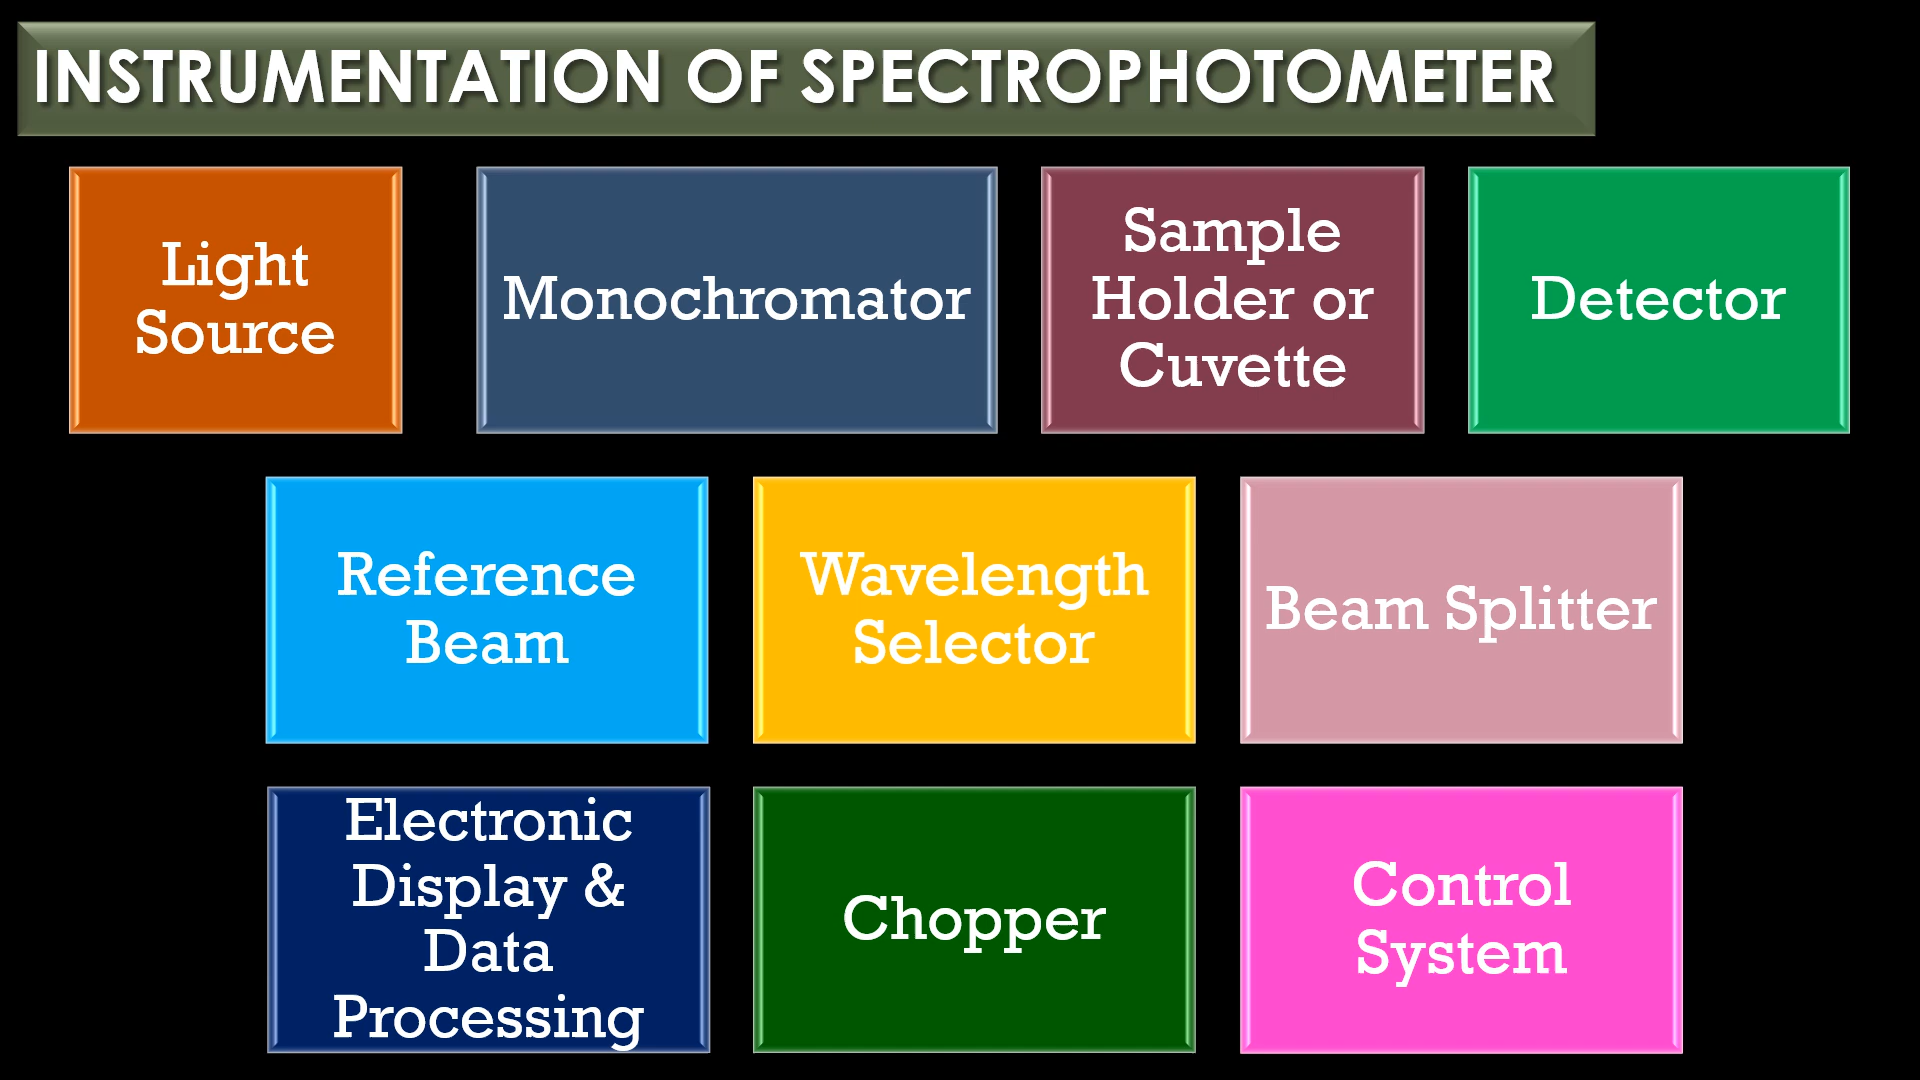 INSTRUMENTATION OF SPECTROPHOTOMETER
Light
Source
Monochromator
Sample
Holder or
Cuvette
Detector
Reference
Beam
Wavelength
Selector
Beam Splitter
Electronic
Display &
Data
Processing
Chopper
Control
System